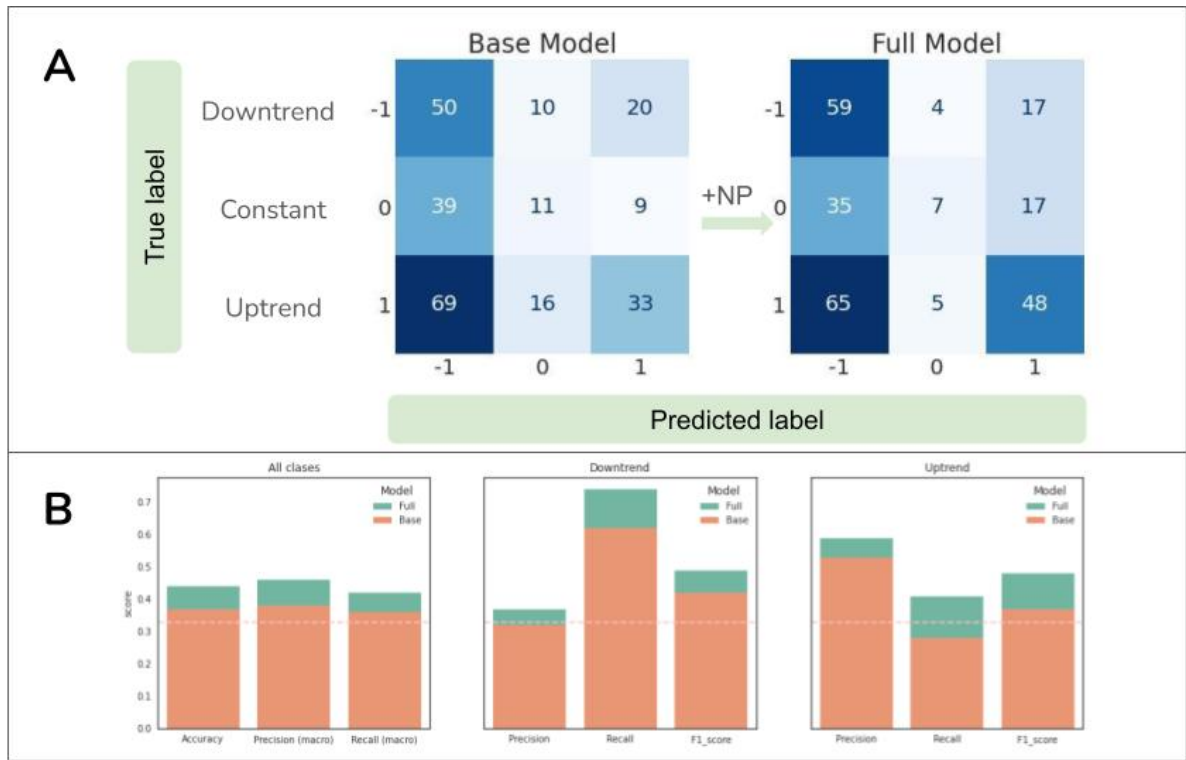 A
Base Model
Full Model
True label
Downtrend
Constant
Uptrend
-1 50 10 20
0 39 11 9
1 69 16 33
-1 0 1
+NP
-1 59 4 17
0 35 7 17
1 65 5 48
-1 0 1
Predicted label
B
All clases
Model
Full
Base
score
0.7
0.6
0.5
0.4
0.3
0.2
0.1
0.0
Accuracy Precision (macro) Recall (macro)
Downtrend
Model
Full
Base
Precision Recall F1_score
Uptrend
Model
Full
Base
Precision Recall F1_score